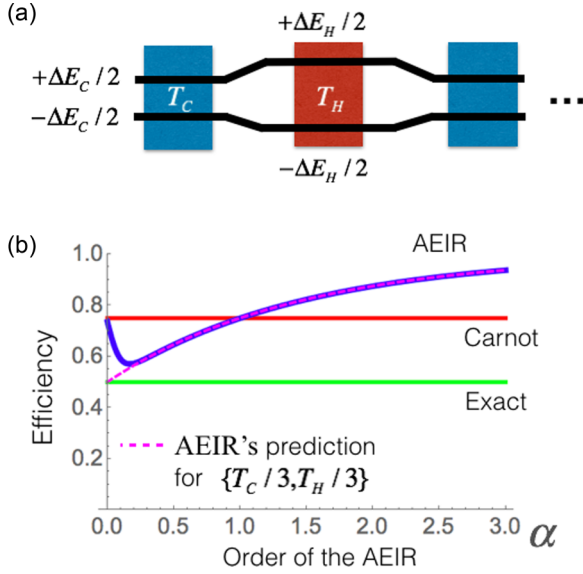 (a)
+ΔE_H / 2
+ΔE_C / 2
T_C
T_H
−ΔE_C / 2
...
−ΔE_H / 2
(b)
AEIR
1.0
0.8
Carnot
0.6
Exact
0.4
AEIR's prediction
for {T_C / 3, T_H / 3}
0.2
Efficiency
0.0 0.5 1.0 1.5 2.0 2.5 3.0 α
Order of the AEIR